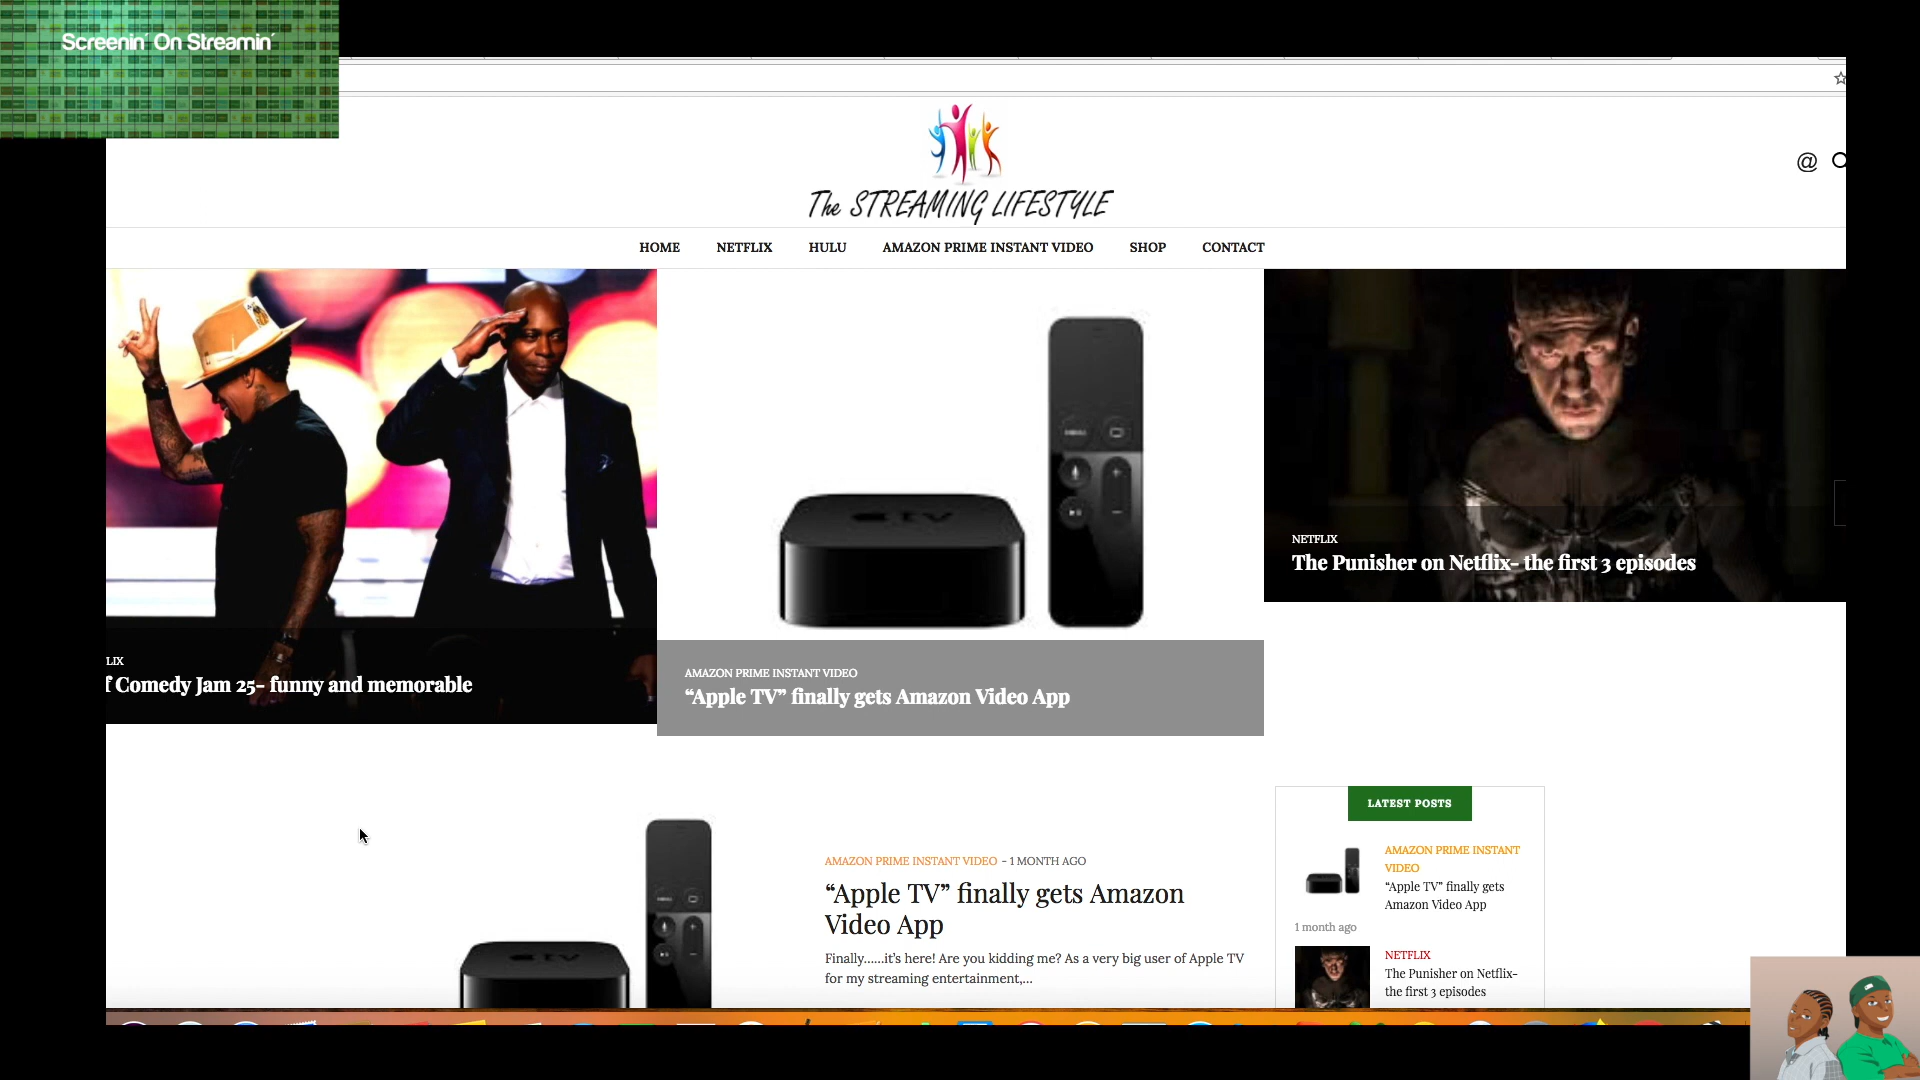 Screenin´ On Streamin´
The STREAMING LIFESTYLE
@
HOME NETFLIX HULU AMAZON PRIME INSTANT VIDEO SHOP CONTACT
LIX
f Comedy Jam 25- funny and memorable
tv
MENU
AMAZON PRIME INSTANT VIDEO
“Apple TV” finally gets Amazon Video App
NETFLIX
The Punisher on Netflix- the first 3 episodes
tv
AMAZON PRIME INSTANT VIDEO - 1 MONTH AGO
“Apple TV” finally gets Amazon
Video App
Finally……it’s here! Are you kidding me? As a very big user of Apple TV
for my streaming entertainment,...
LATEST POSTS
AMAZON PRIME INSTANT
VIDEO
“Apple TV” finally gets
Amazon Video App
1 month ago
NETFLIX
The Punisher on Netflix-
the first 3 episodes